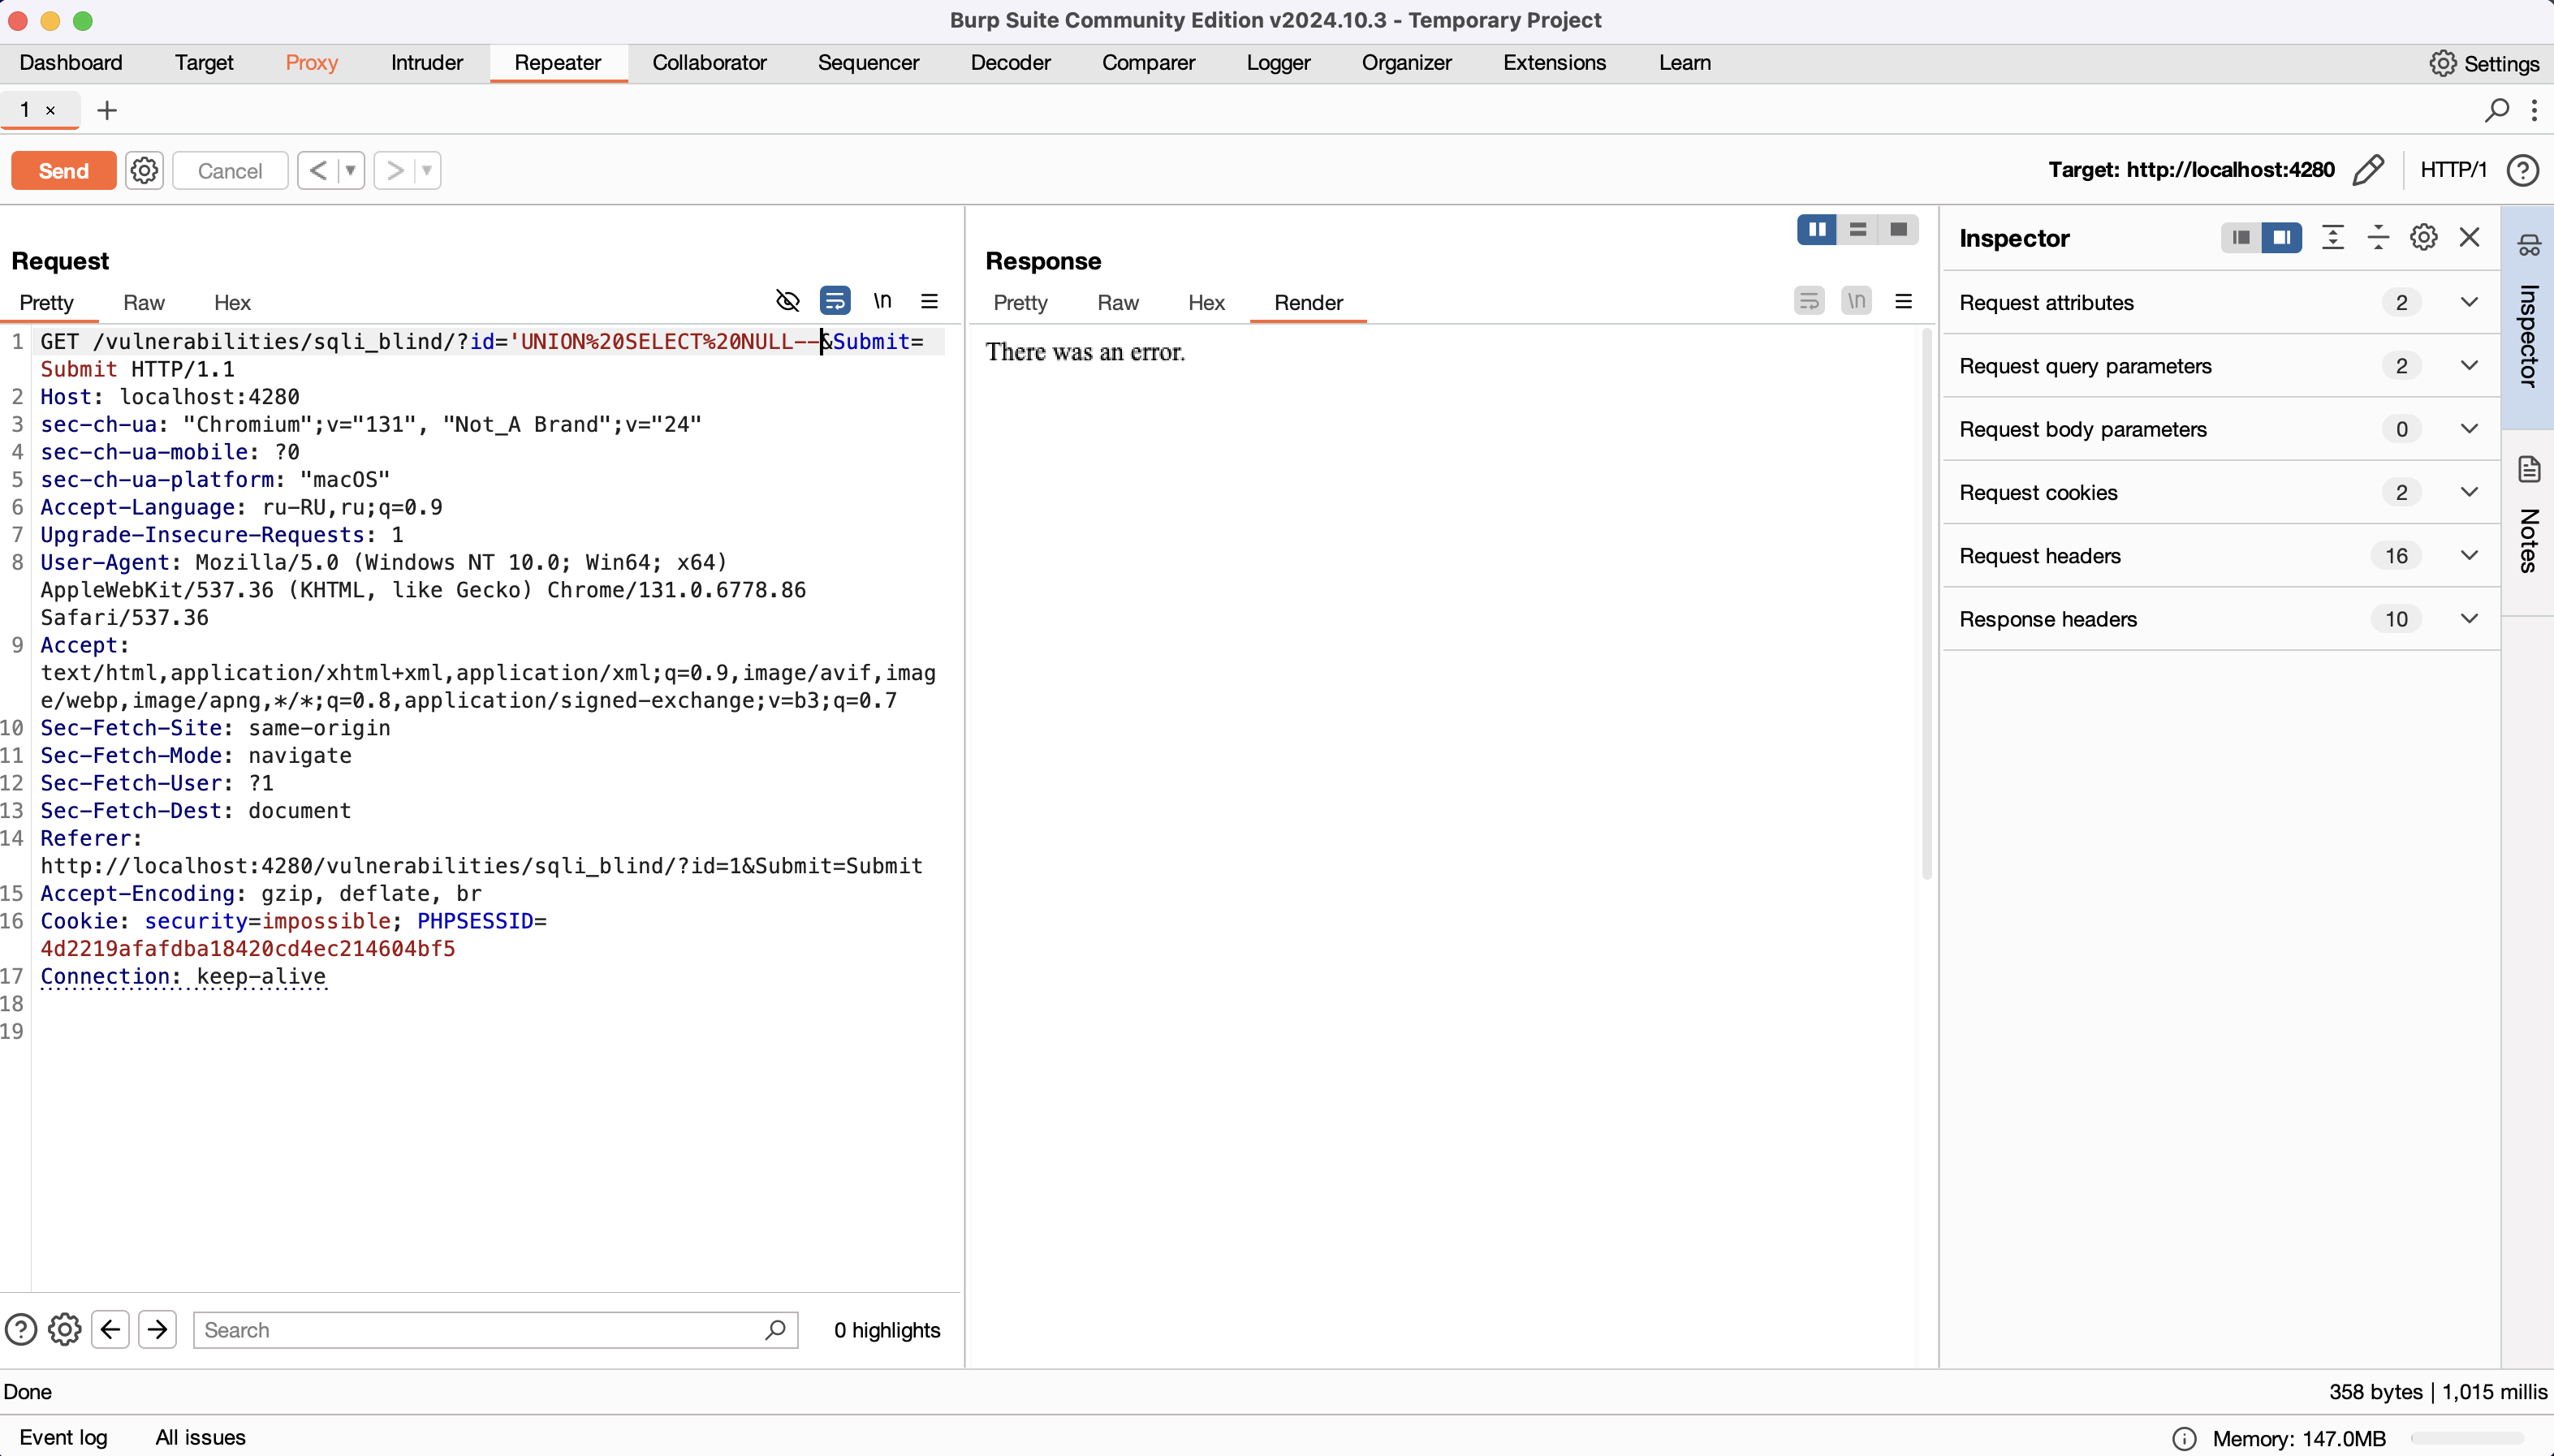 Burp Suite Community Edition v2024.10.3 - Temporary Project
Dashboard Target Proxy Intruder Repeater Collaborator Sequencer Decoder Comparer Logger Organizer Extensions Learn Settings
1 × +
Send Cancel < > Target: http://localhost:4280 HTTP/1
Request
Pretty Raw Hex \n
1 GET /vulnerabilities/sqli_blind/?id='UNION%20SELECT%20NULL--&Submit=
Submit HTTP/1.1
2 Host: localhost:4280
3 sec-ch-ua: "Chromium";v="131", "Not_A Brand";v="24"
4 sec-ch-ua-mobile: ?0
5 sec-ch-ua-platform: "macOS"
6 Accept-Language: ru-RU,ru;q=0.9
7 Upgrade-Insecure-Requests: 1
8 User-Agent: Mozilla/5.0 (Windows NT 10.0; Win64; x64)
AppleWebKit/537.36 (KHTML, like Gecko) Chrome/131.0.6778.86
Safari/537.36
9 Accept:
text/html,application/xhtml+xml,application/xml;q=0.9,image/avif,imag
e/webp,image/apng,*/*;q=0.8,application/signed-exchange;v=b3;q=0.7
10 Sec-Fetch-Site: same-origin
11 Sec-Fetch-Mode: navigate
12 Sec-Fetch-User: ?1
13 Sec-Fetch-Dest: document
14 Referer:
http://localhost:4280/vulnerabilities/sqli_blind/?id=1&Submit=Submit
15 Accept-Encoding: gzip, deflate, br
16 Cookie: security=impossible; PHPSESSID=
4d2219afafdba18420cd4ec214604bf5
17 Connection: keep-alive
18
19
Search 0 highlights
Response
Pretty Raw Hex Render \n
There was an error.
Inspector
Request attributes 2
Request query parameters 2
Request body parameters 0
Request cookies 2
Request headers 16
Response headers 10
Inspector
Notes
Done 358 bytes | 1,015 millis
Event log All issues Memory: 147.0MB